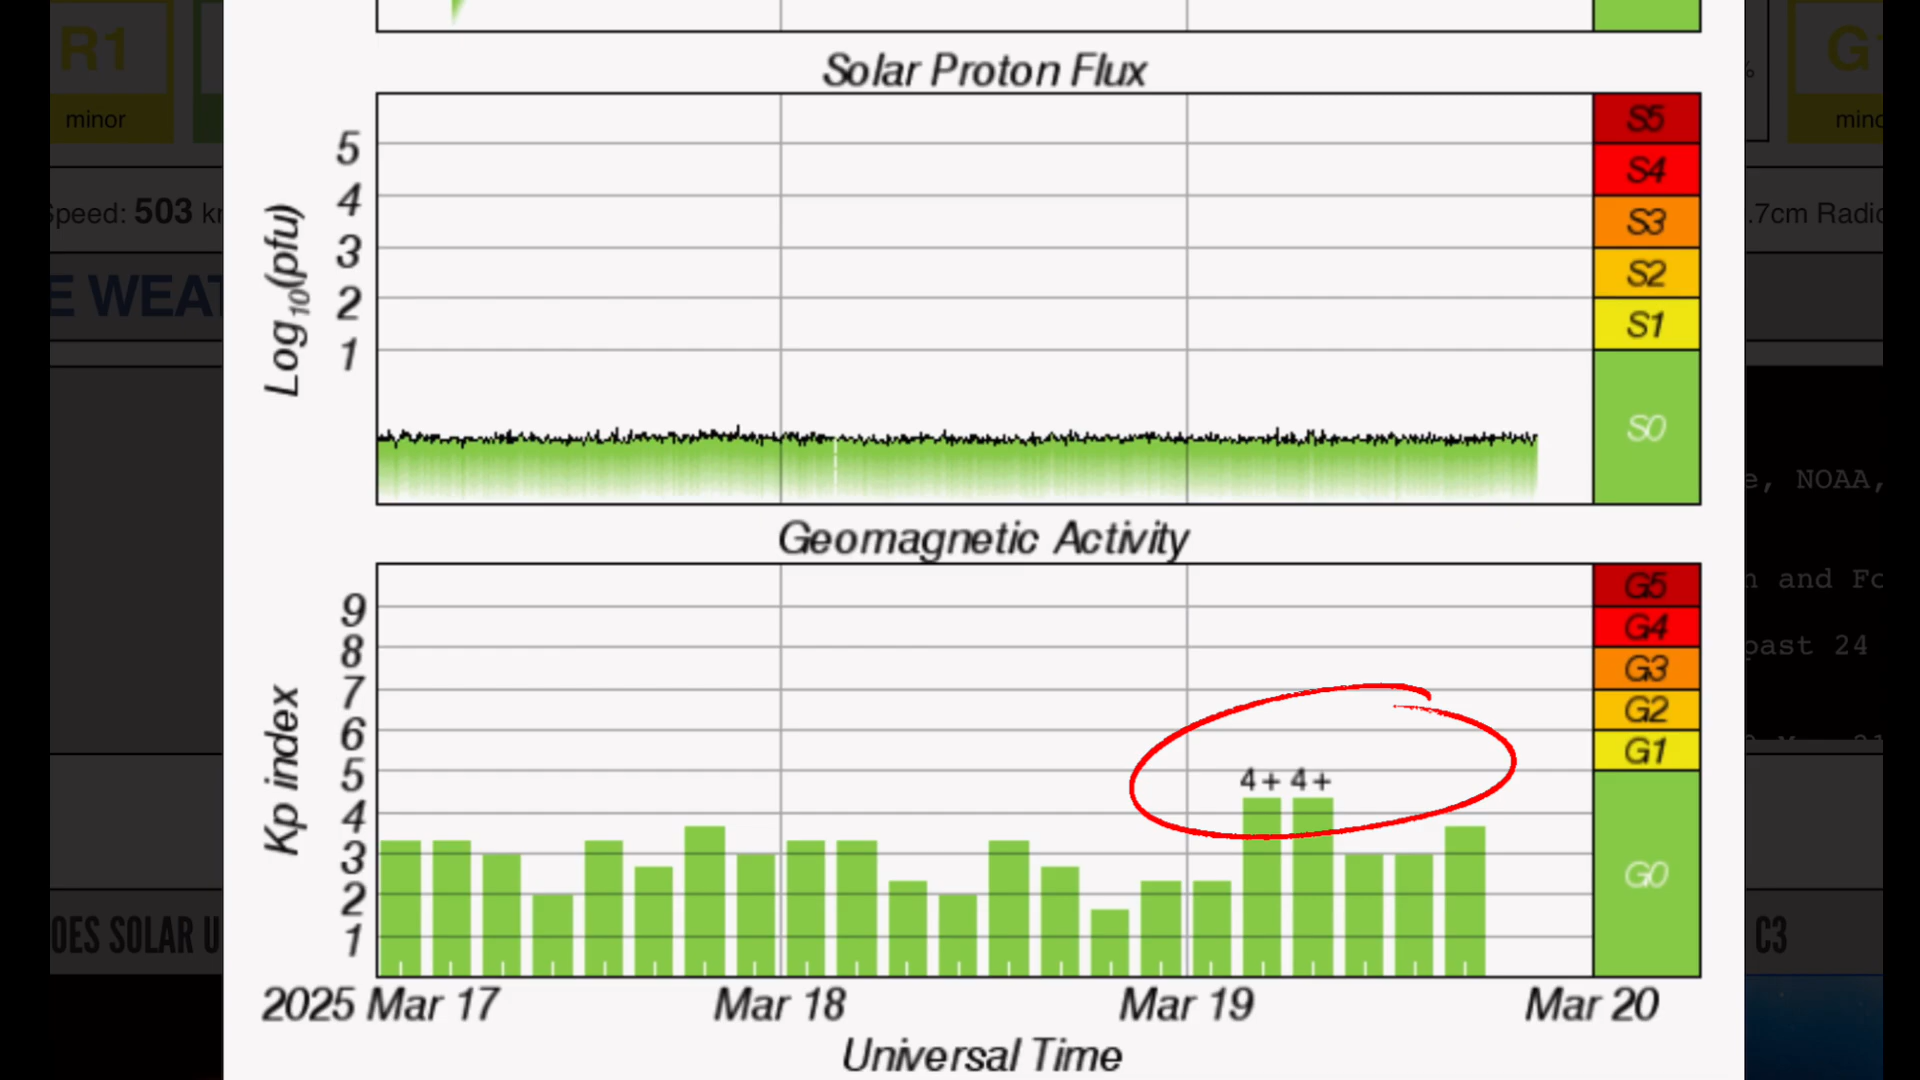 R1
minor
Speed: 503 k
E WEAT
OES SOLAR U
Solar Proton Flux
Log10(pfu)
5
4
3
2
1
S5
S4
S3
S2
S1
S0
Geomagnetic Activity
Kp index
9
8
7
6
5
4
3
2
1
4+ 4+
G5
G4
G3
G2
G1
G0
2025 Mar 17 Mar 18 Mar 19 Mar 20
Universal Time
%
G1
mino
.7cm Radio
e, NOAA,
n and Fo
past 24
C3